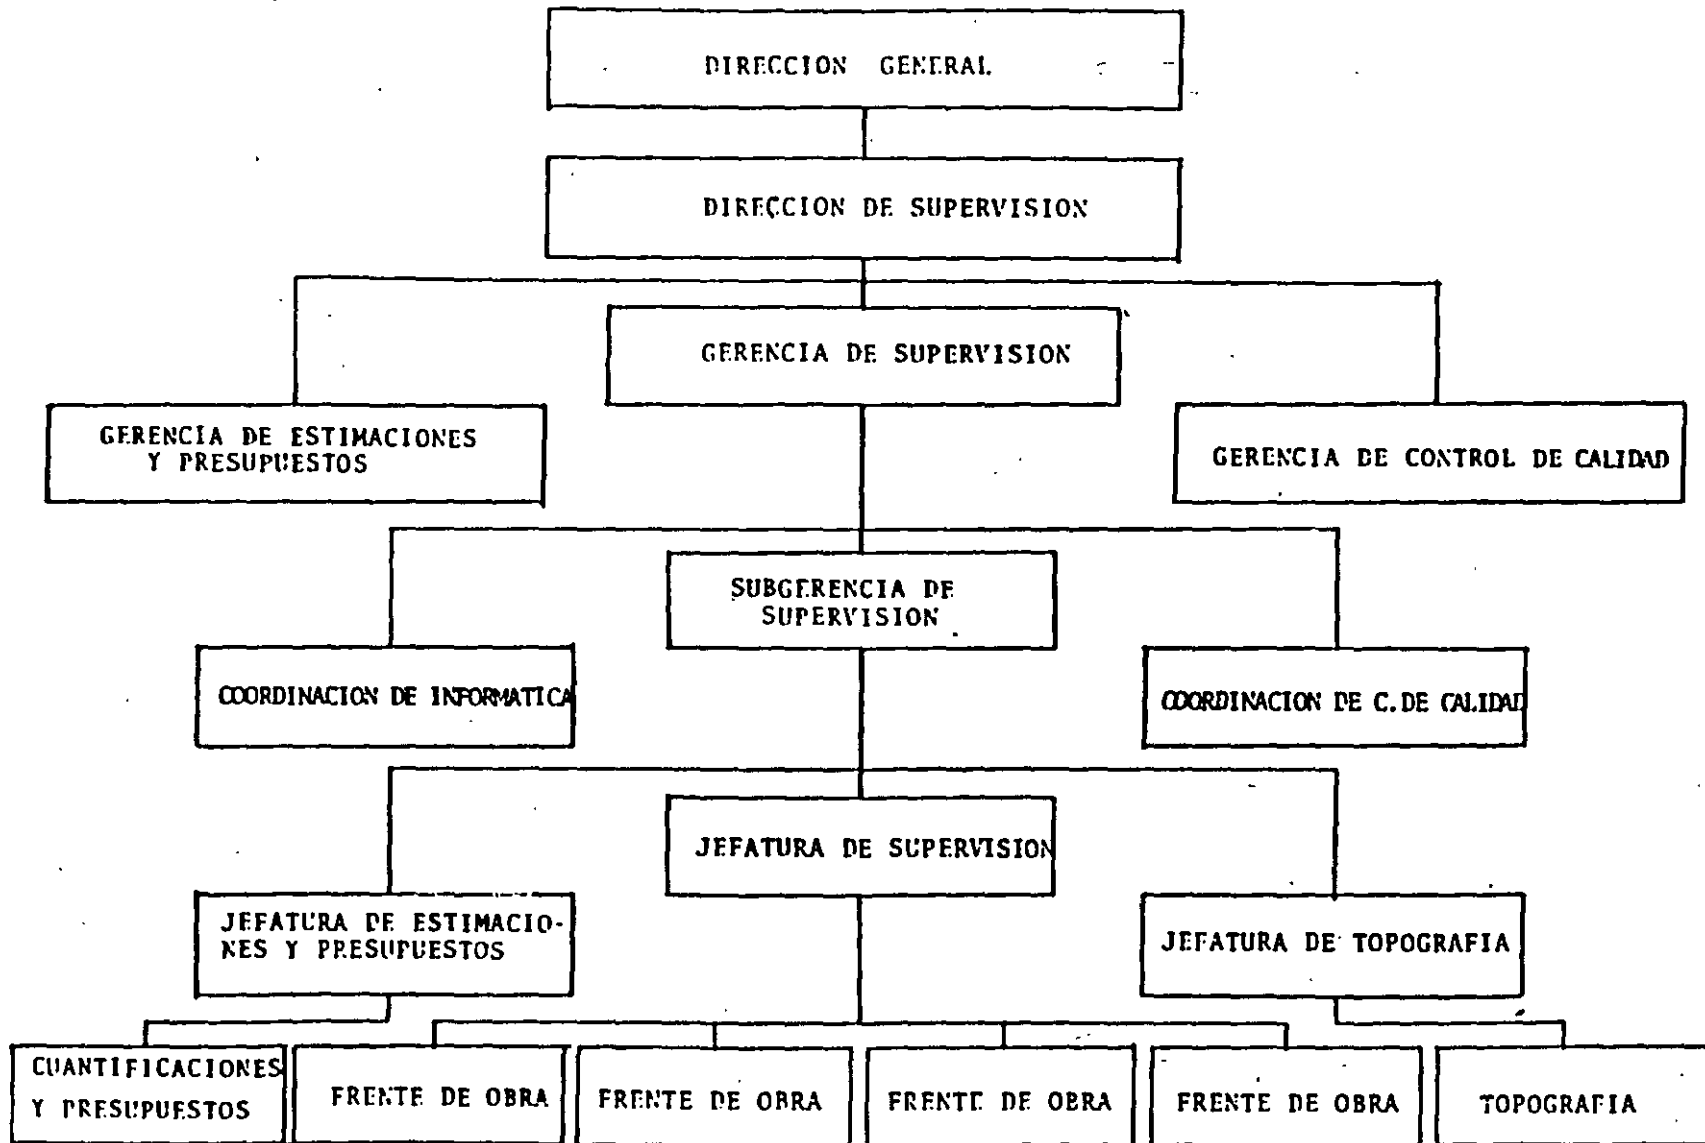 DIRECCION GENERAL
DIRECCION DE SUPERVISION
GERENCIA DE SUPERVISION
GERENCIA DE ESTIMACIONES
Y PRESUPUESTOS
GERENCIA DE CONTROL DE CALIDAD
SUBGERENCIA DE
SUPERVISION
COORDINACION DE INFORMATICA
COORDINACION DE C. DE CALIDAD
JEFATURA DE SUPERVISION
JEFATURA DE ESTIMACIO-
NES Y PRESUPUESTOS
JEFATURA DE TOPOGRAFIA
CUANTIFICACIONES
Y PRESUPUESTOS
FRENTE DE OBRA
FRENTE DE OBRA
FRENTE DE OBRA
FRENTE DE OBRA
TOPOGRAFIA